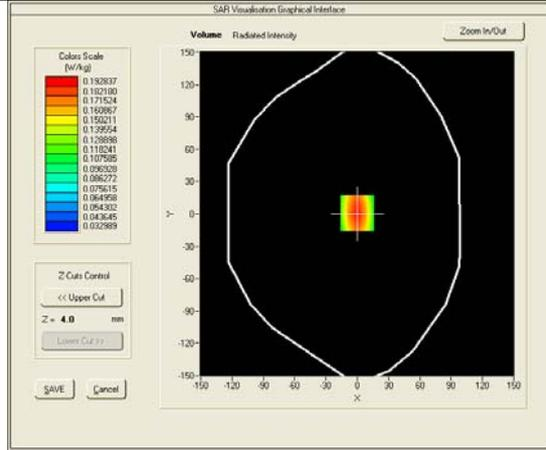 SAR Visualisation Graphical Interface
Volume Radiated Intensity
Zoom In/Out
Colors Scale
(W/kg)
0.192837
0.182180
0.171524
0.160867
0.150211
0.139554
0.128898
0.118241
0.107585
0.096928
0.086272
0.075615
0.064958
0.054302
0.043645
0.032989
Z Cuts Control
<< Upper Cut
Z = 4.0 mm
Lower Cut >>
SAVE Cancel
150
120
90
60
30
0
-30
-60
-90
-120
-150
Y
-150 -120 -90 -60 -30 0 30 60 90 120 150
X